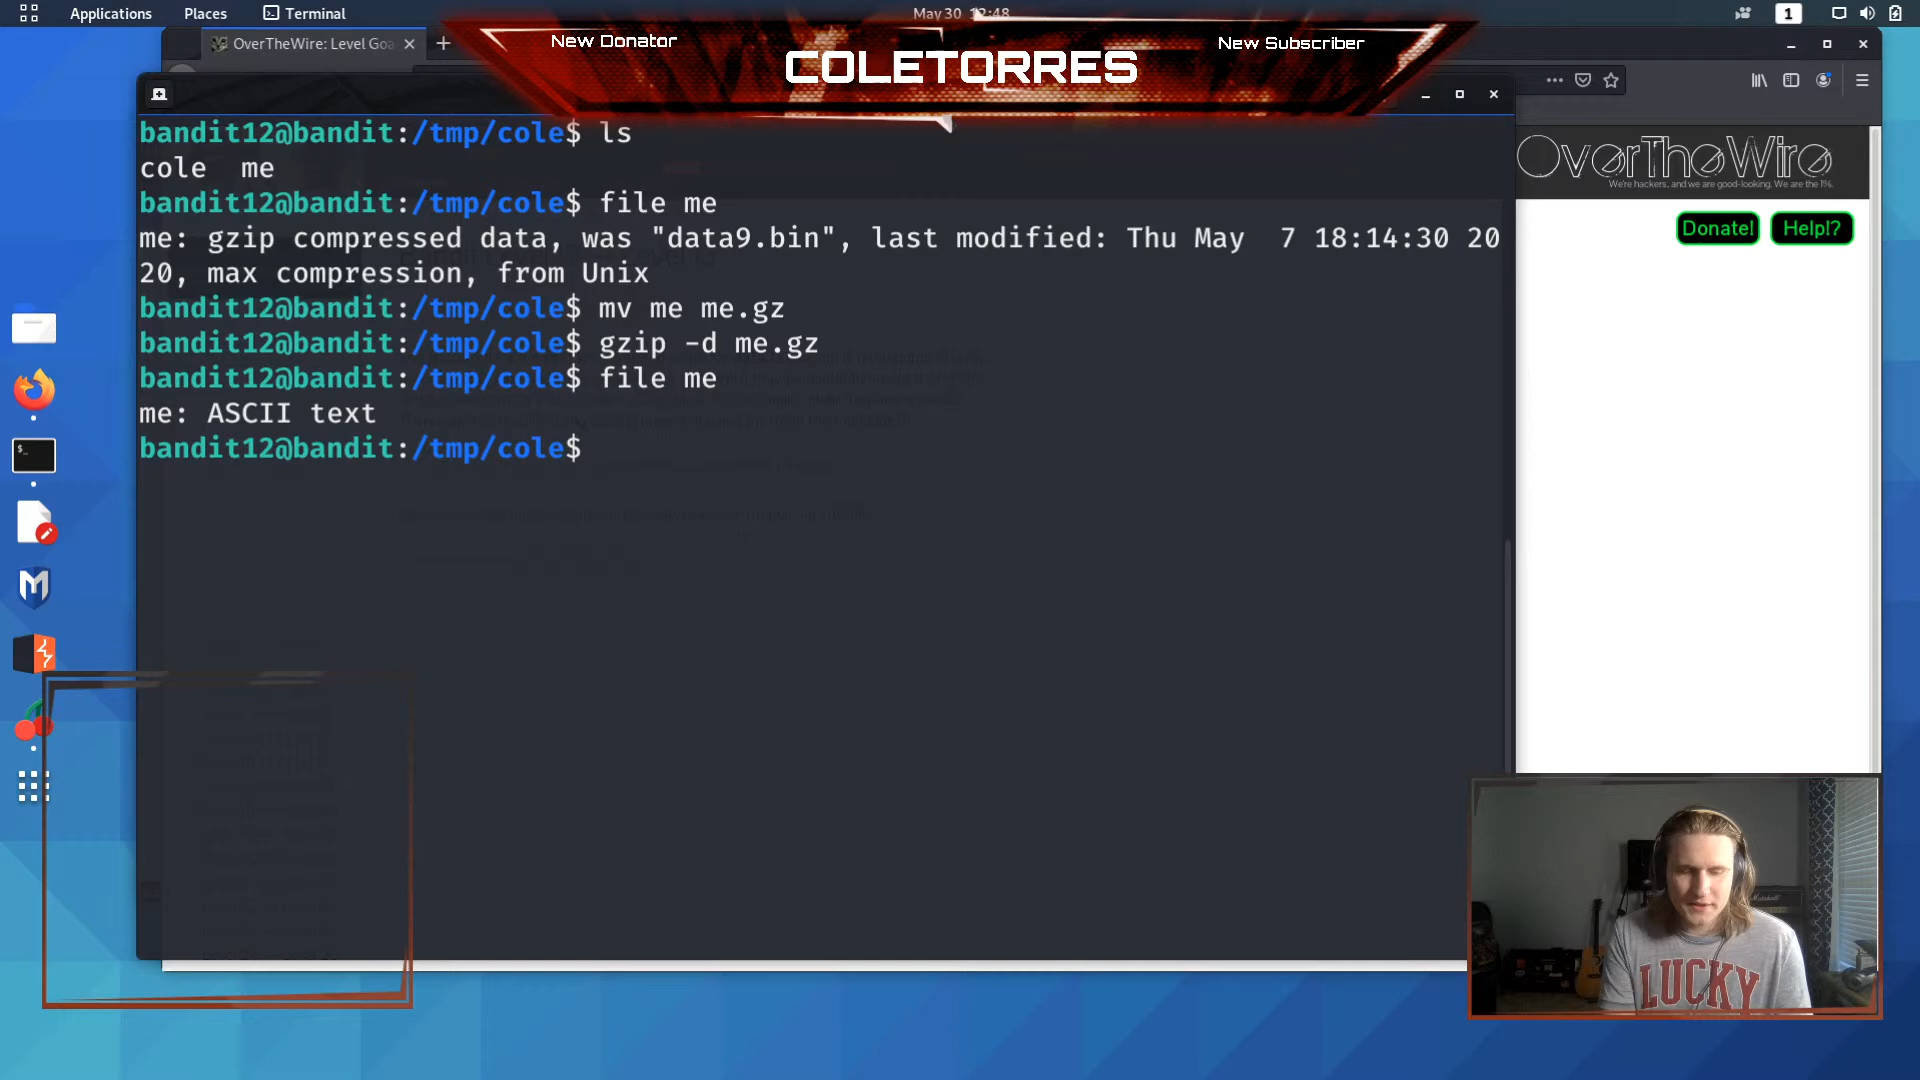 Applications Places Terminal
May 30 12:48
1
OverTheWire: Level Goa
New Donator
COLETORRES
New Subscriber
bandit12@bandit:/tmp/cole$ ls
cole me
bandit12@bandit:/tmp/cole$ file me
me: gzip compressed data, was "data9.bin", last modified: Thu May 7 18:14:30 20
20, max compression, from Unix
bandit12@bandit:/tmp/cole$ mv me me.gz
bandit12@bandit:/tmp/cole$ gzip -d me.gz
bandit12@bandit:/tmp/cole$ file me
me: ASCII text
bandit12@bandit:/tmp/cole$
OverTheWire
We're hackers, and we are good-looking. We are the 1%.
Donate! Help!?
Marshall
LUCKY